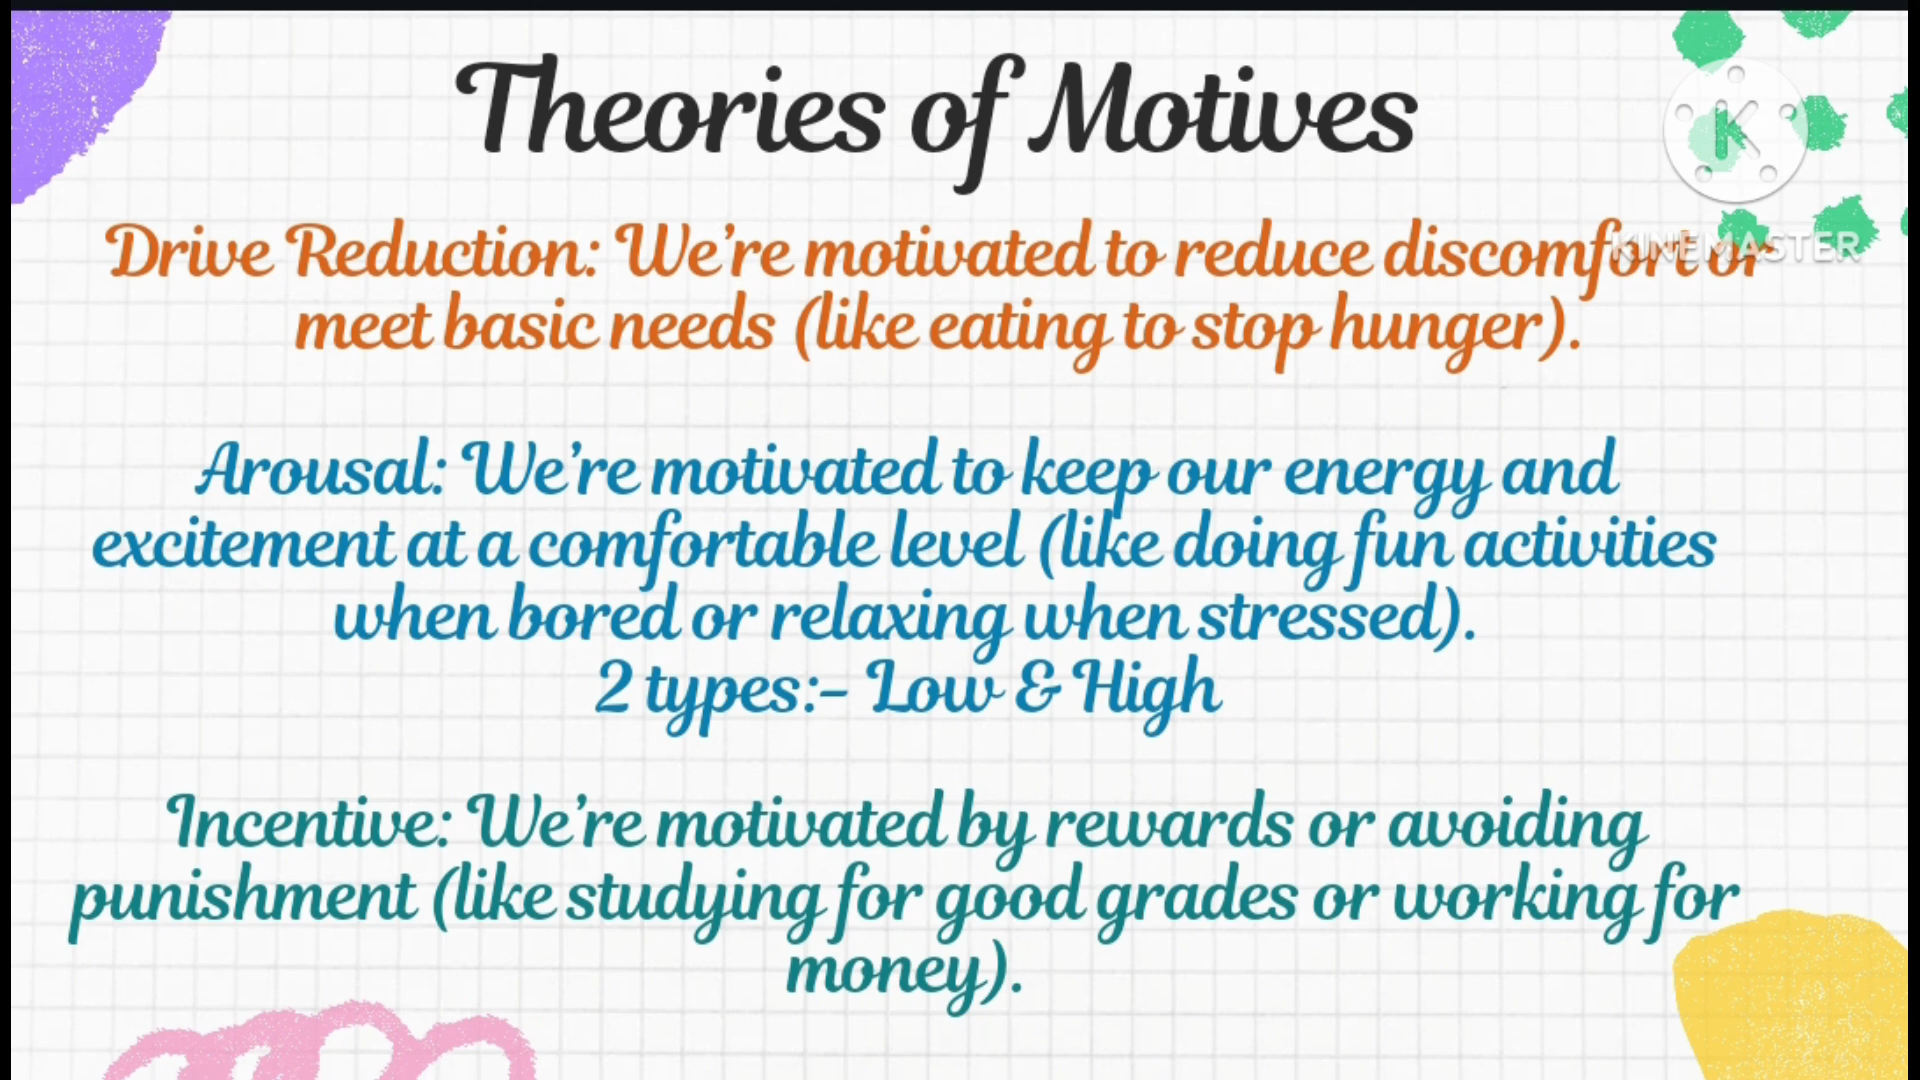 Theories of Motives
Drive Reduction: We're motivated to reduce discomfort or
meet basic needs (like eating to stop hunger).
Arousal: We're motivated to keep our energy and
excitement at a comfortable level (like doing fun activities
when bored or relaxing when stressed).
2 types:- Low & High
Incentive: We're motivated by rewards or avoiding
punishment (like studying for good grades or working for
money).
K
KINEMASTER